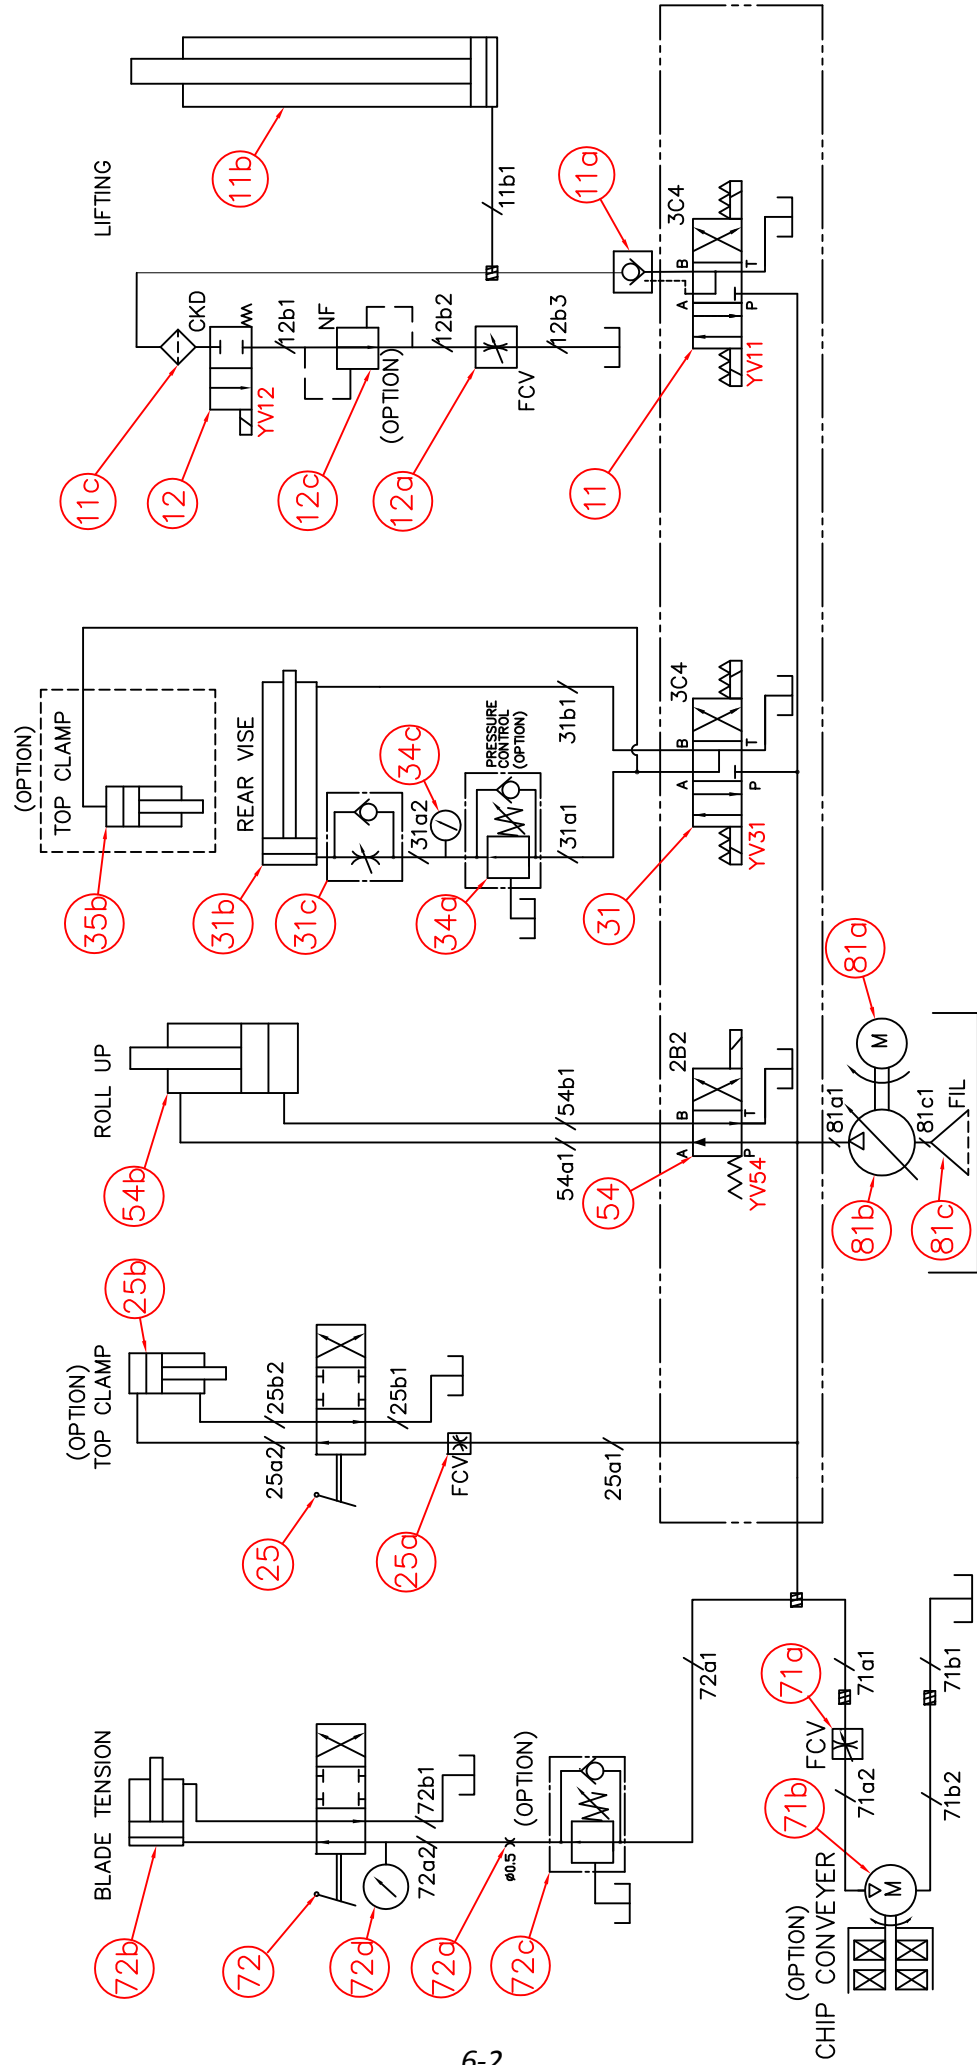 LIFTING
11b
11b1
11a
3C4
A
B
P
T
YV11
11
11c
CKD
12
YV12
12b1
NF
12c
(OPTION)
12b2
12a
FCV
12b3
(OPTION)
TOP CLAMP
35b
REAR VISE
31b
31c
31a2
34c
34a
PRESSURE
CONTROL
(OPTION)
31a1
31b1
3C4
A
B
P
T
YV31
31
ROLL UP
54b
54a1
54b1
2B2
A
B
P
T
YV54
54
81a
M
81a1
81b
81c1
81c
FIL
(OPTION)
TOP CLAMP
25b
25a2
25b2
25
25b1
25a
FCV
25a1
BLADE TENSION
72b
72
72d
72a2
72b1
72a
ø0.5
(OPTION)
72c
72a1
71a
FCV
71a1
71b1
71a2
71b2
71b
M
(OPTION)
CHIP CONVEYER
6-2